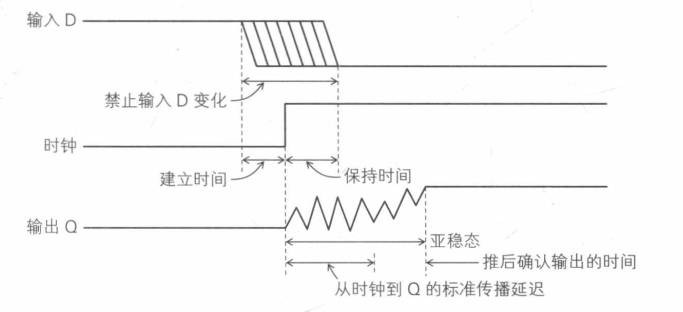 输入 D
禁止输入 D 变化
时钟
建立时间
保持时间
输出 Q
亚稳态
推后确认输出的时间
从时钟到 Q 的标准传播延迟